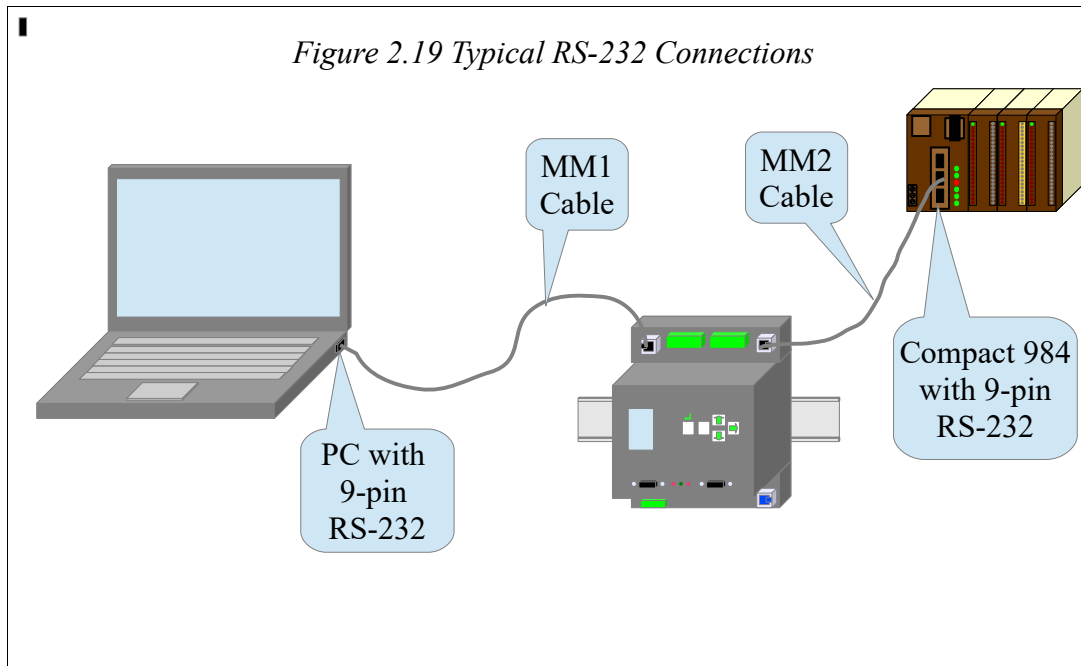 Figure 2.19 Typical RS-232 Connections
MM1
Cable
MM2
Cable
PC with
9-pin
RS-232
Compact 984
with 9-pin
RS-232